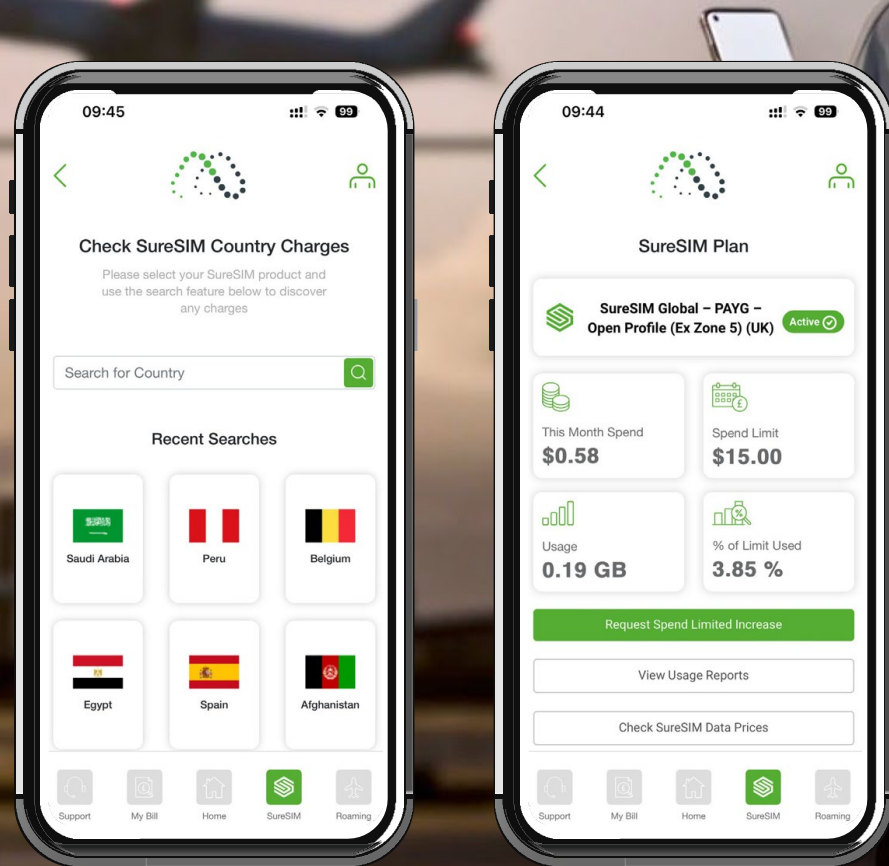 09:45
99
Check SureSIM Country Charges
Please select your SureSIM product and
use the search feature below to discover
any charges
Search for Country
Recent Searches
Saudi Arabia
Peru
Belgium
Egypt
Spain
Afghanistan
Support
My Bill
Home
SureSIM
Roaming
09:44
99
SureSIM Plan
SureSIM Global – PAYG –
Open Profile (Ex Zone 5) (UK)
Active
This Month Spend
$0.58
Spend Limit
$15.00
Usage
0.19 GB
% of Limit Used
3.85 %
Request Spend Limited Increase
View Usage Reports
Check SureSIM Data Prices
Support
My Bill
Home
SureSIM
Roaming